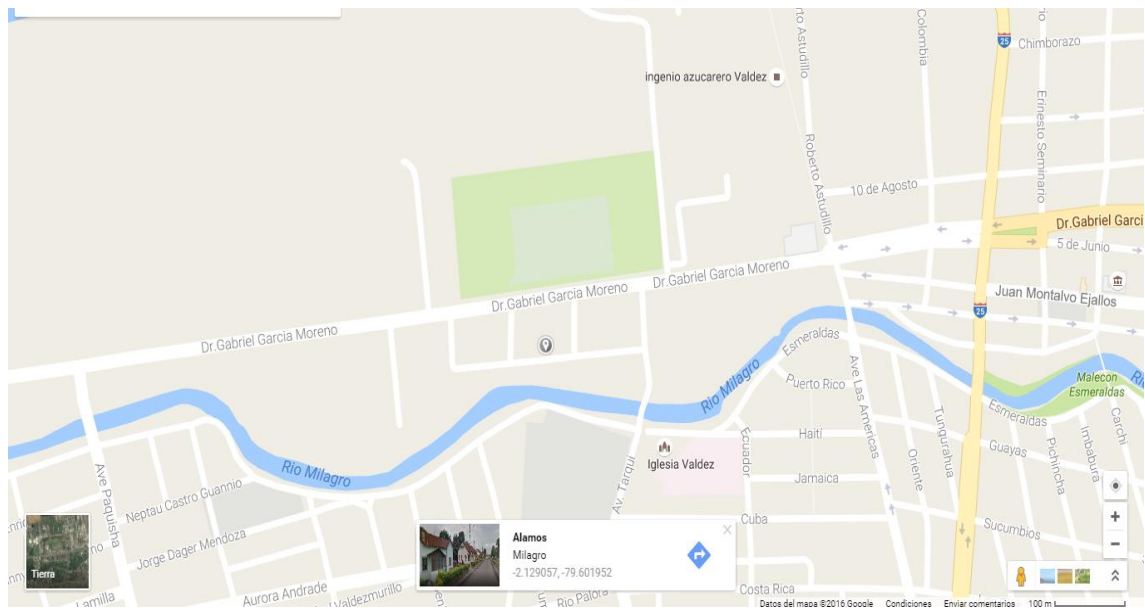 Colombia
25
Chimborazo
Roberto Astudillo
ingenio azucarero Valdez
Ernesto Seminario
Roberto Astudillo
10 de Agosto
Dr.Gabriel Garci
5 de Junio
Dr.Gabriel Garcia Moreno
Dr.Gabriel Garcia Moreno
Juan Montalvo Ejallos
25
Dr.Gabriel Garcia Moreno
Esmeraldas
Rio Milagro
Puerto Rico
Ave Las Americas
Malecon
Esmeraldas
Esmeraldas
Carchi
Tungurahua
Haití
Ecuador
Guayas
Pichincha
Imbabura
Oriente
Iglesia Valdez
Rio Milagro
Jamaica
Av. Tarqui
Ave Paquisha
Neptau Castro Guannio
Cuba
Sucumbios
Jorge Dager Mendoza
Alamos
Milagro
-2.129057, -79.601952
Tierra
Aurora Andrade
Valdezmurillo
Rio Palora
Costa Rica
Datos del mapa ©2016 Google Condiciones Enviar comentarios 100 m